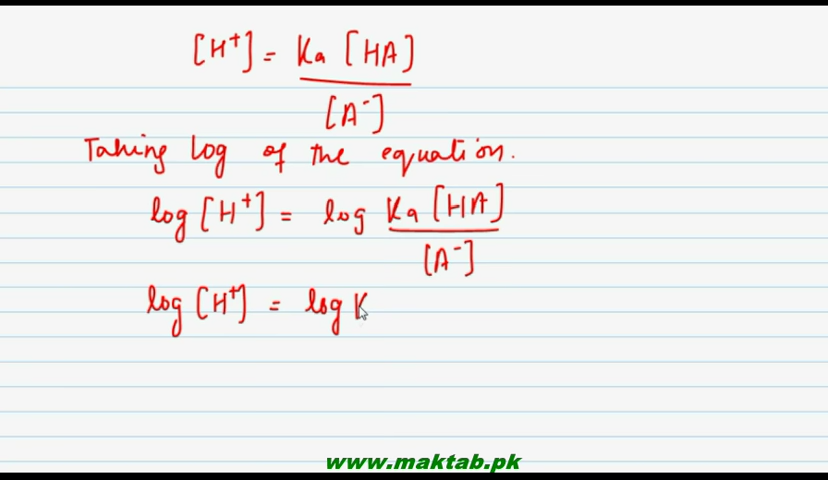 [H⁺] = Ka [HA]
[A⁻]
Taking log of the equation.
log [H⁺] = log Ka [HA]
[A⁻]
log [H⁺] = log K
www.maktab.pk